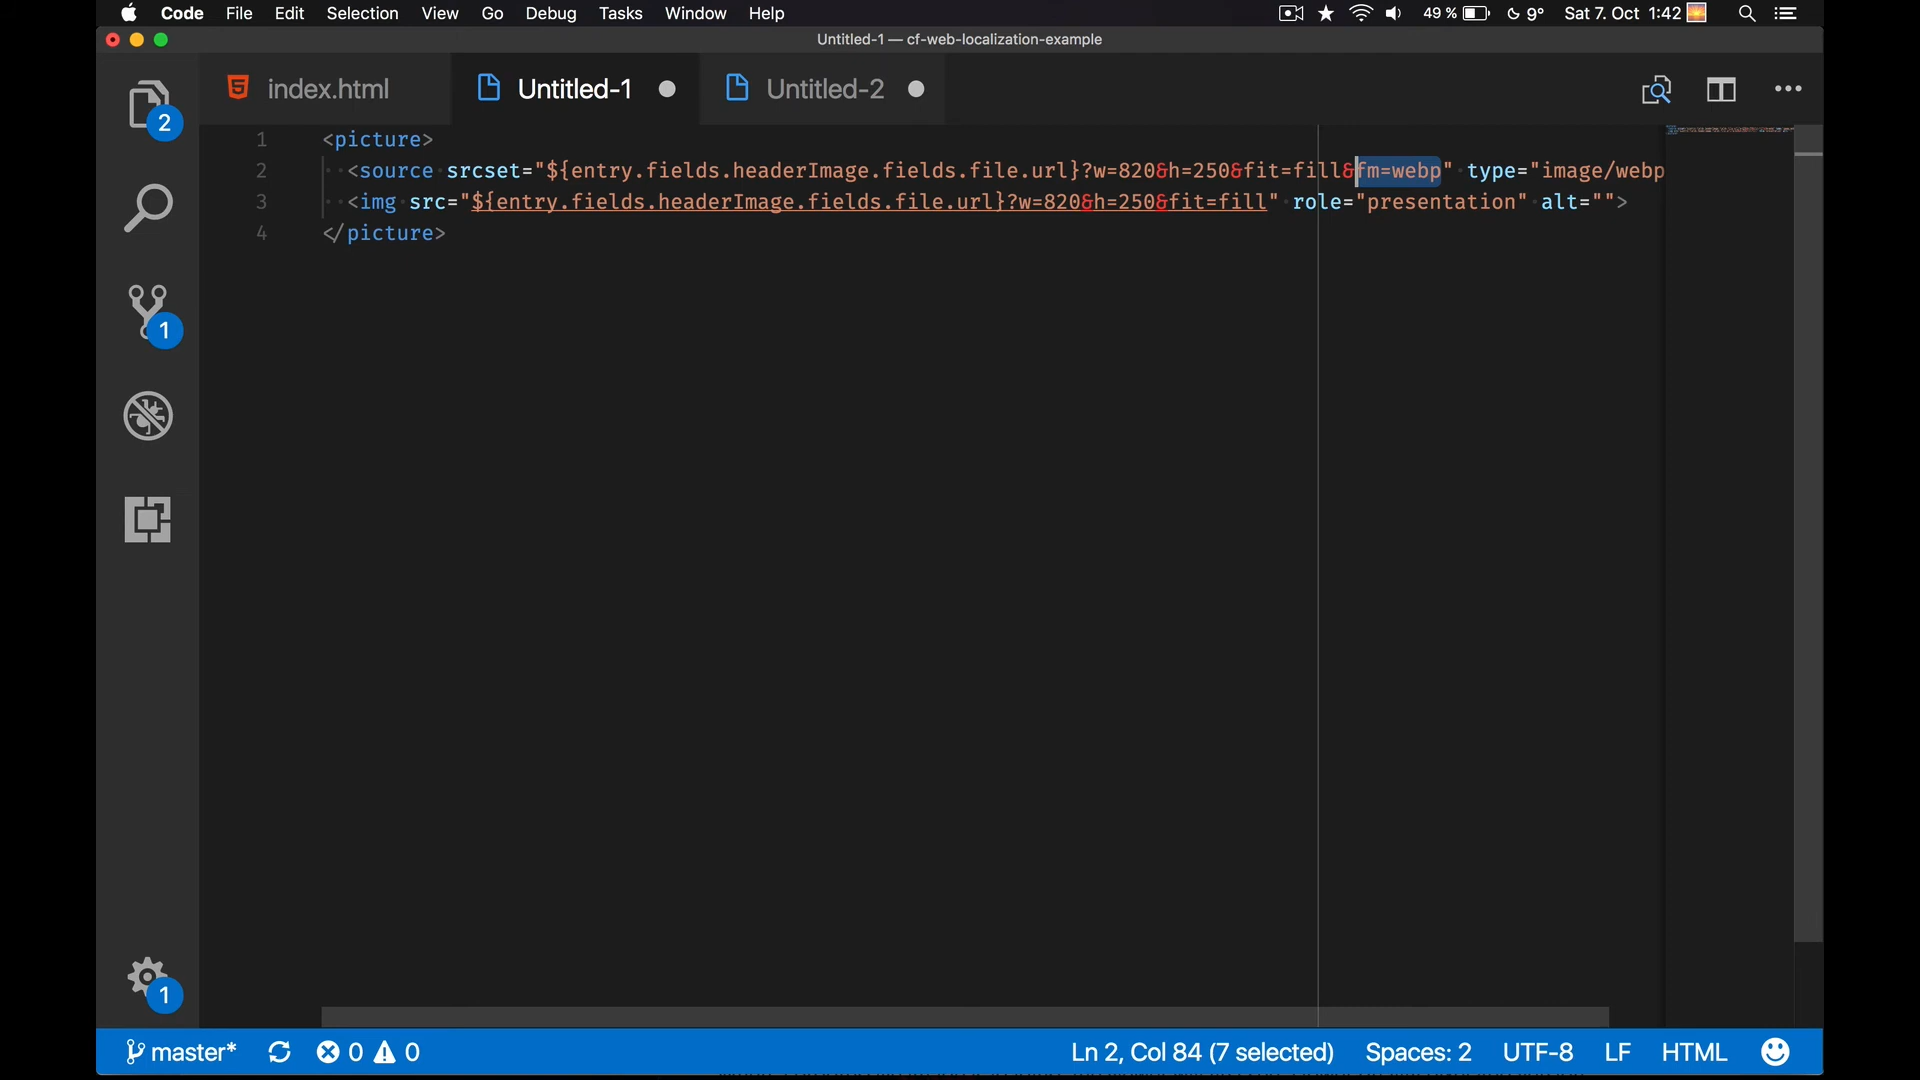 Code File Edit Selection View Go Debug Tasks Window Help 49 % 9° Sat 7. Oct 1:42
Untitled-1 — cf-web-localization-example
index.html Untitled-1 Untitled-2
2
1 <picture>
2 <source srcset="${entry.fields.headerImage.fields.file.url}?w=820&h=250&fit=fill&fm=webp" type="image/webp
3 <img src="${entry.fields.headerImage.fields.file.url}?w=820&h=250&fit=fill" role="presentation" alt="">
4 </picture>
1
1
master* 0 0 Ln 2, Col 84 (7 selected) Spaces: 2 UTF-8 LF HTML